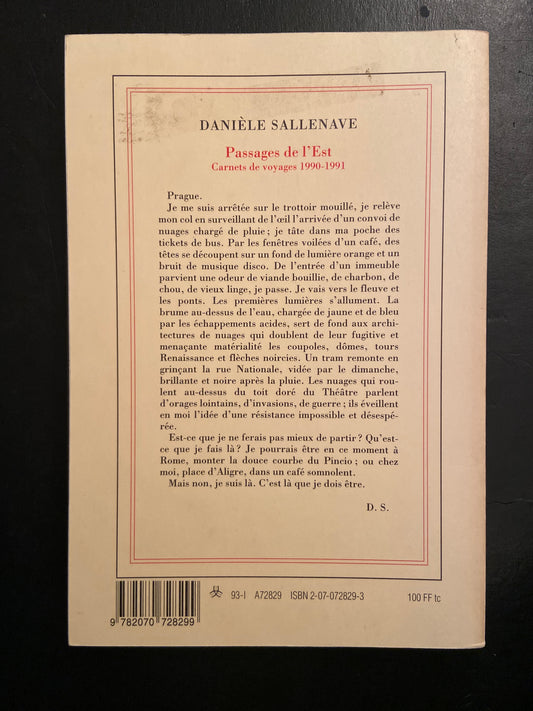 DANIÈLE SALLENAVE
Passages de l'Est
Carnets de voyages 1990-1991
Prague.
Je me suis arrêtée sur le trottoir mouillé, je relève
mon col en surveillant de l'œil l'arrivée d'un convoi de
nuages chargé de pluie ; je tâte dans ma poche des
tickets de bus. Par les fenêtres voilées d'un café, des
têtes se découpent sur un fond de lumière orange et un
bruit de musique disco. De l'entrée d'un immeuble
parvient une odeur de viande bouillie, de charbon, de
chou, de vieux linge, je passe. Je vais vers le fleuve et
les ponts. Les premières lumières s'allument. La
brume au-dessus de l'eau, chargée de jaune et de bleu
par les échappements acides, sert de fond aux archi-
tectures de nuages qui doublent de leur fugitive et
menaçante matérialité les coupoles, dômes, tours
Renaissance et flèches noircies. Un tram remonte en
grinçant la rue Nationale, vidée par le dimanche,
brillante et noire après la pluie. Les nuages qui rou-
lent au-dessus du toit doré du Théâtre parlent
d'orages lointains, d'invasions, de guerre ; ils éveillent
en moi l'idée d'une résistance impossible et désespé-
rée.
Est-ce que je ne ferais pas mieux de partir ? Qu'est-
ce que je fais là ? Je pourrais être en ce moment à
Rome, monter la douce courbe du Pincio ; ou chez
moi, place d'Aligre, dans un café somnolent.
Mais non, je suis là. C'est là que je dois être.
D. S.
93-I A72829 ISBN 2-07-072829-3 100 FF tc
9 782070 728299